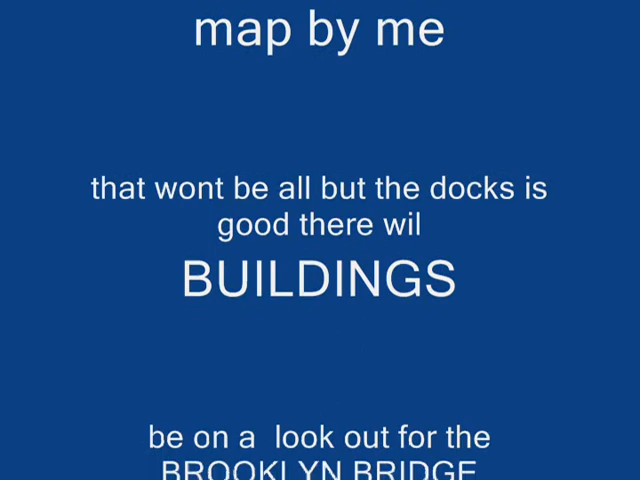 map by me
that wont be all but the docks is
good there wil
BUILDINGS
be on a  look out for the
BROOKLYN BRIDGE